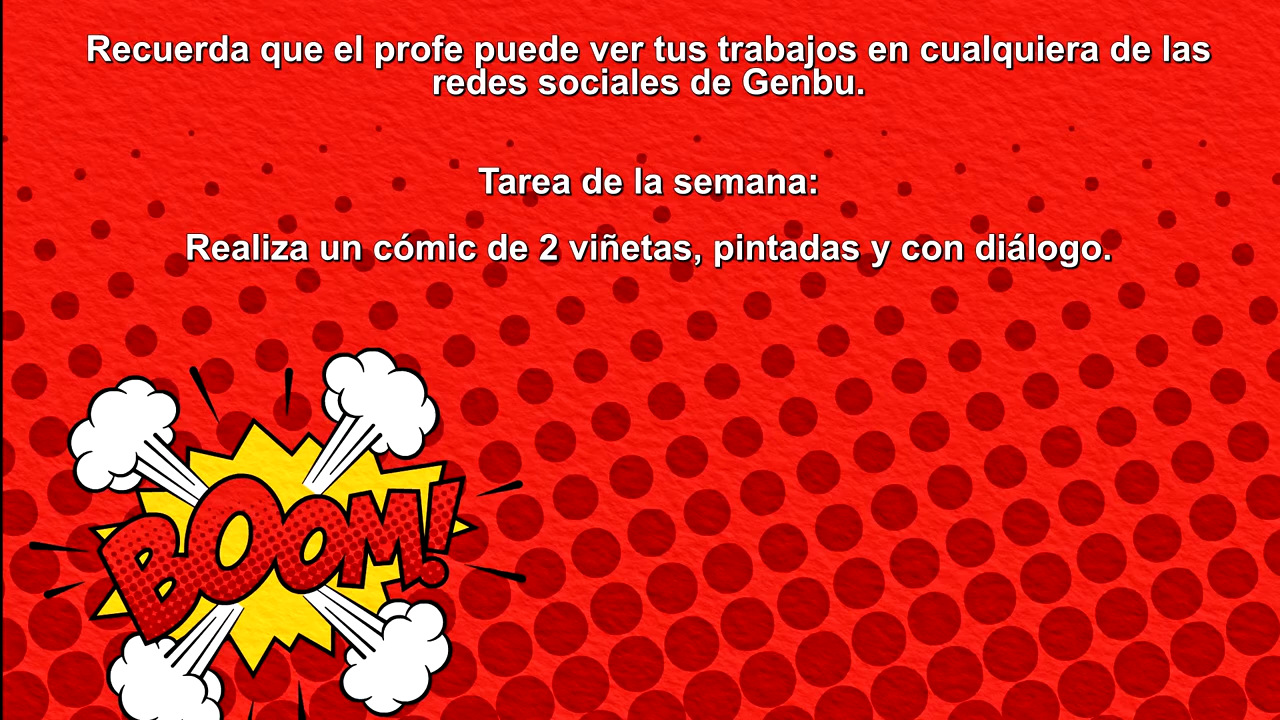 Recuerda que el profe puede ver tus trabajos en cualquiera de las
redes sociales de Genbu.
Tarea de la semana:
Realiza un cómic de 2 viñetas, pintadas y con diálogo.
BOOM!